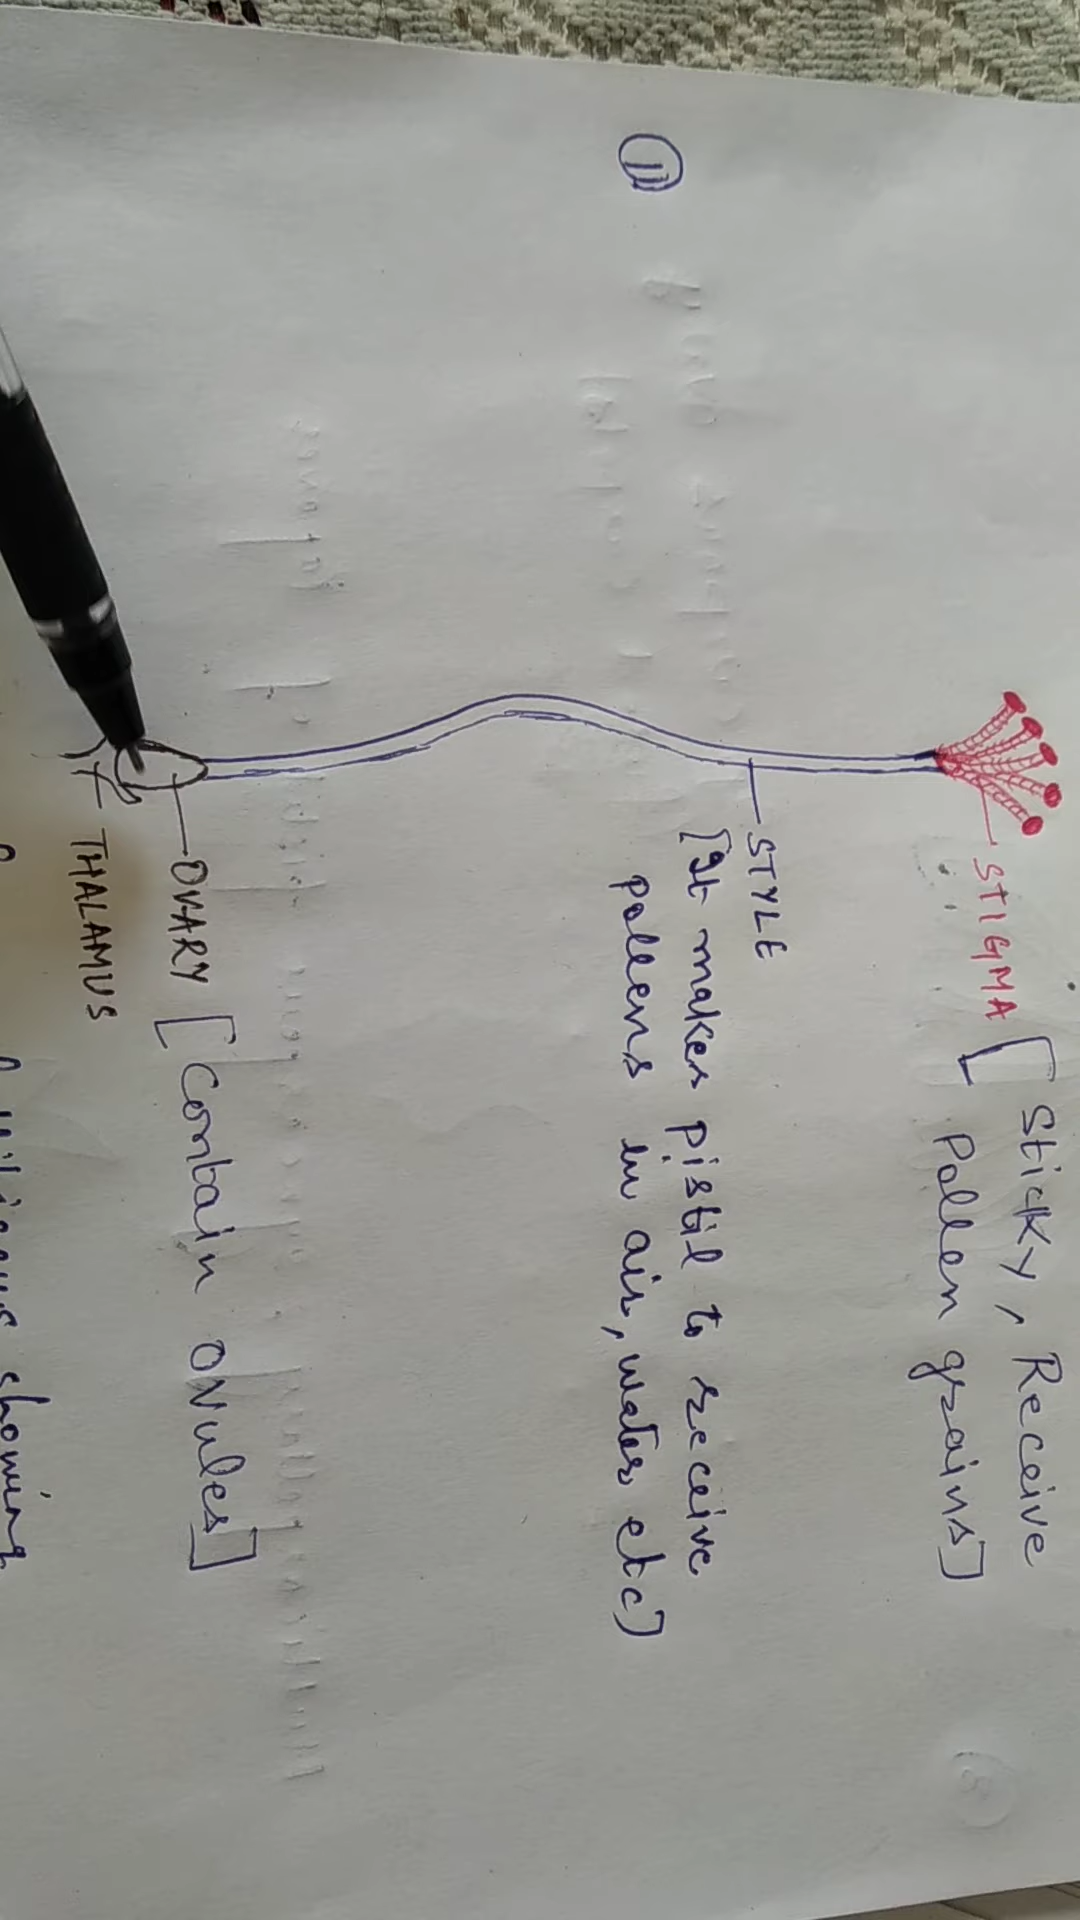 STIGMA [Sticky, Receive
Pollen grains]
STYLE
[It makes pistil to receive
pollens in air, water etc]
OVARY [Contain ovules]
THALAMUS
showing